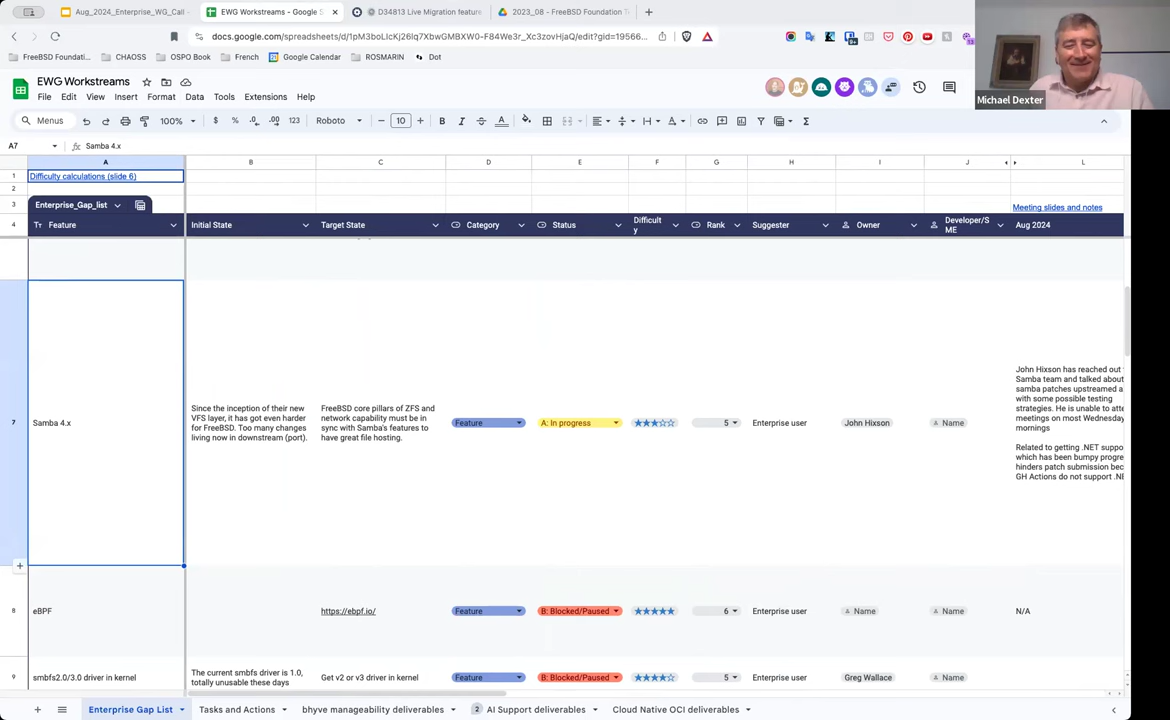 Aug_2024_Enterprise_WG_Call -
EWG Workstreams - Google S
D34813 Live Migration feature
2023_08 - FreeBSD Foundation T
docs.google.com/spreadsheets/d/
FreeBSD Foundati...
CHAOSS
OSPO Book
French
Google Calendar
ROSMARIN
Dot
EWG Workstreams
File Edit View Insert Format Data Tools Extensions Help
Michael Dexter
Menus
100%
$ % .0 .00 123
Roboto
10
A7
Samba 4.x
A B C D E F G H I J L
1 Difficulty calculations (slide 6)
2
3 Enterprise_Gap_list
Meeting slides and notes
4 Feature
Initial State
Target State
Category
Status
Difficult
y
Rank
Suggester
Owner
Developer/S
ME
Aug 2024
7
Samba 4.x
Since the inception of their new
VFS layer, it has got even harder
for FreeBSD. Too many changes
living now in downstream (port).
FreeBSD core pillars of ZFS and
network capability must be in
sync with Samba's features to
have great file hosting.
Feature
A: In progress
5
Enterprise user
John Hixson
Name
John Hixson has reached out
Samba team and talked about
samba patches upstreamed a
with some possible testing
strategies. He is unable to atte
meetings on most Wednesday
mornings
Related to getting .NET suppo
which has been bumpy progre
hinders patch submission bec
GH Actions do not support .NE
8
eBPF
https://ebpf.io/
Feature
B: Blocked/Paused
6
Enterprise user
Name
Name
N/A
9
smbfs2.0/3.0 driver in kernel
The current smbfs driver is 1.0,
totally unusable these days
Get v2 or v3 driver in kernel
Feature
B: Blocked/Paused
5
Enterprise user
Greg Wallace
Name
Enterprise Gap List
Tasks and Actions
bhyve manageability deliverables
2 AI Support deliverables
Cloud Native OCI deliverables